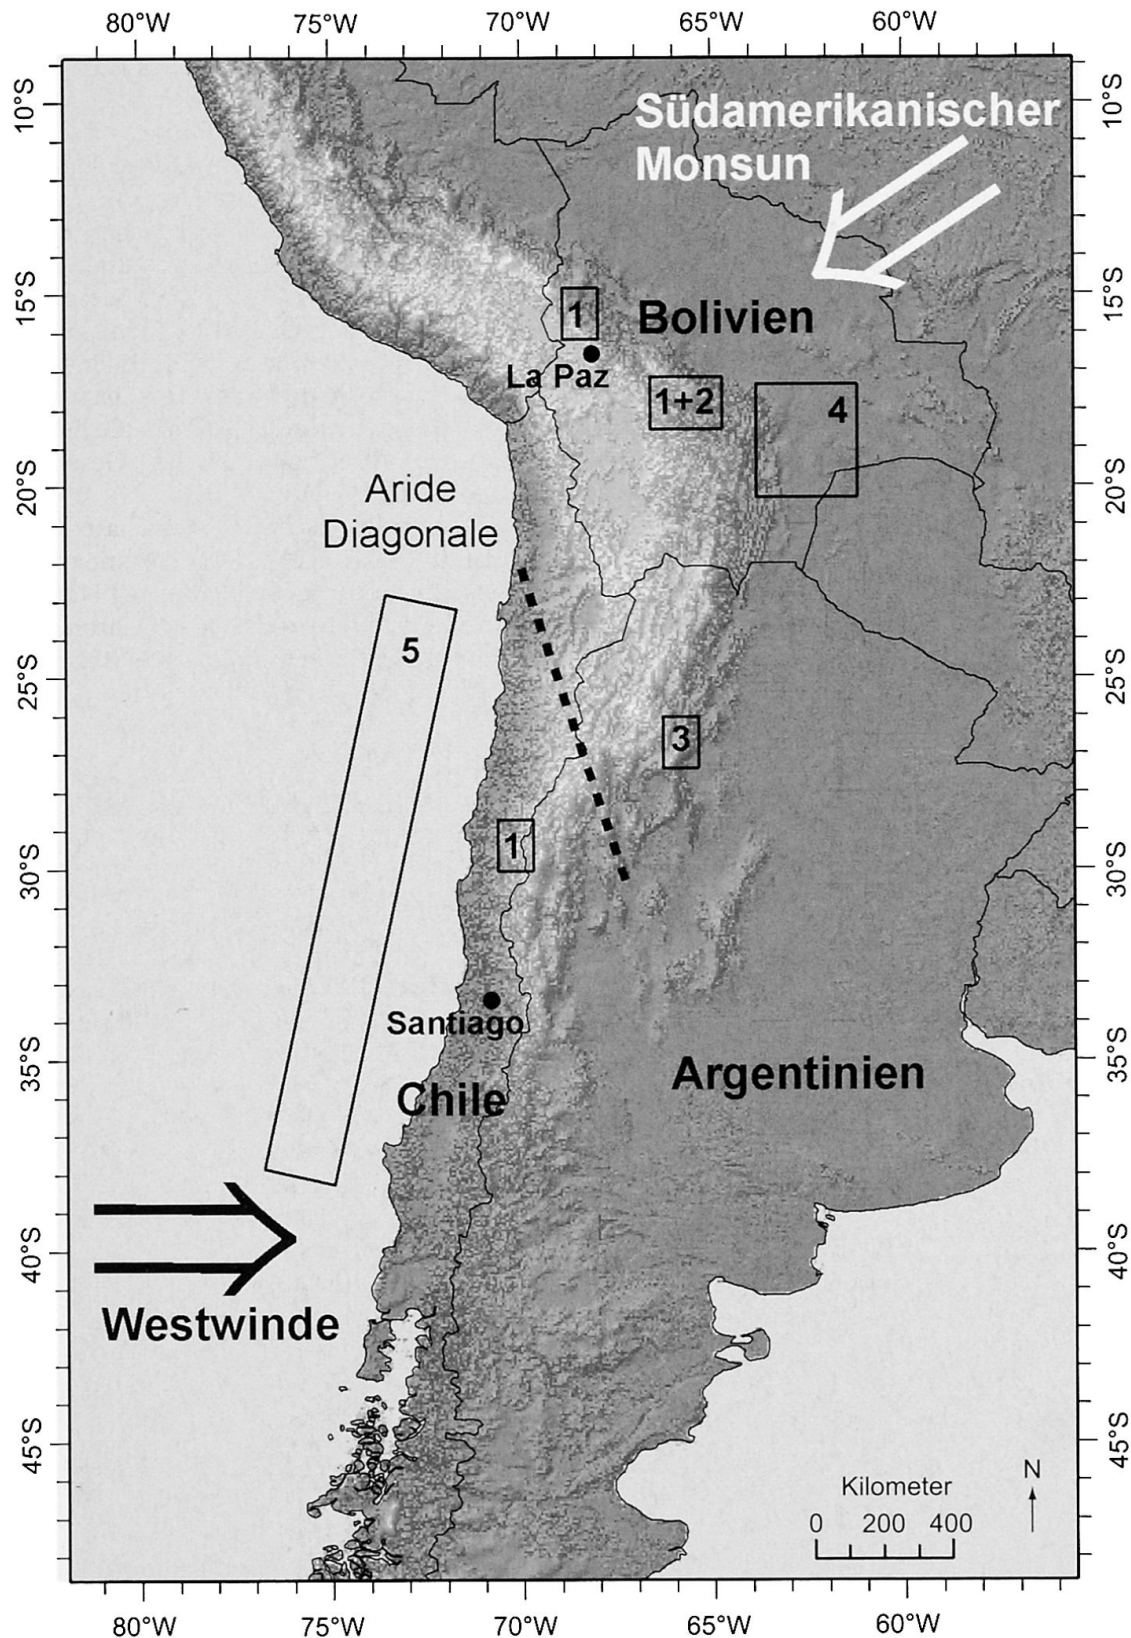 80°W 75°W 70°W 65°W 60°W
10°S
10°S
Südamerikanischer
Monsun
15°S
15°S
1
Bolivien
La Paz
1+2
4
20°S
20°S
Aride
Diagonale
5
25°S
25°S
3
1
30°S
30°S
Santiago
35°S
35°S
Chile
Argentinien
40°S
40°S
Westwinde
45°S
45°S
Kilometer
0 200 400
N
80°W 75°W 70°W 65°W 60°W